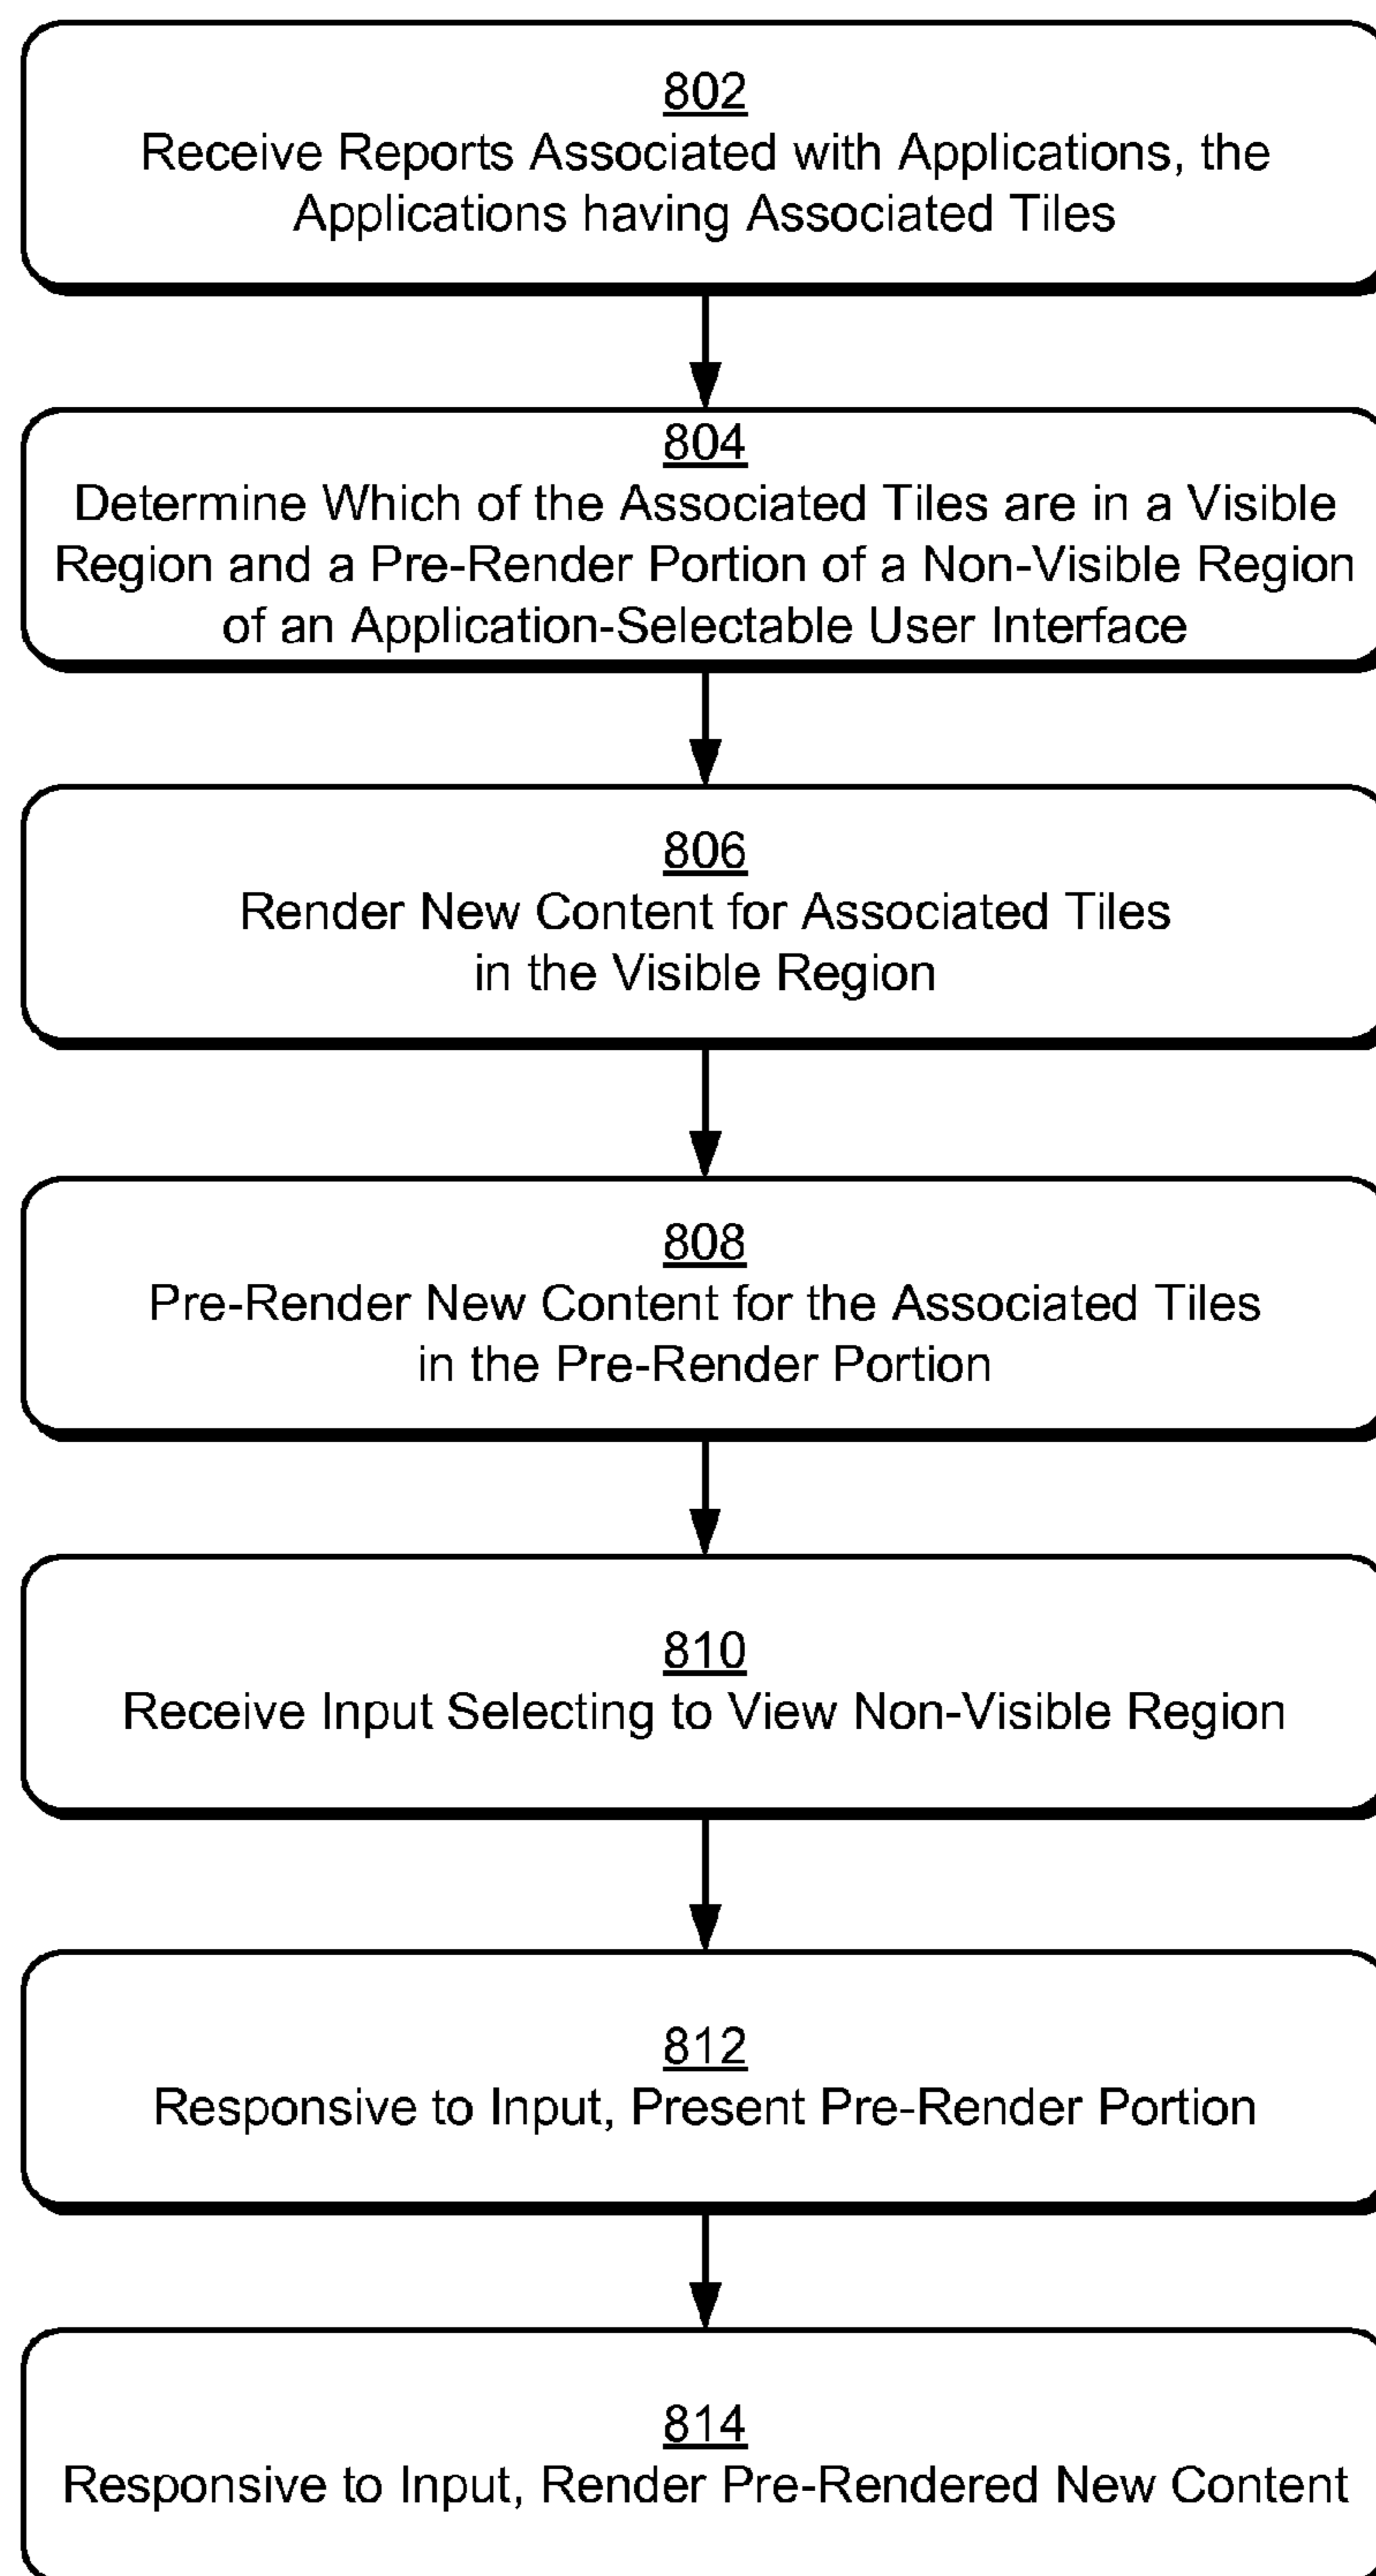 802
Receive Reports Associated with Applications, the
Applications having Associated Tiles
804
Determine Which of the Associated Tiles are in a Visible
Region and a Pre-Render Portion of a Non-Visible Region
of an Application-Selectable User Interface
806
Render New Content for Associated Tiles
in the Visible Region
808
Pre-Render New Content for the Associated Tiles
in the Pre-Render Portion
810
Receive Input Selecting to View Non-Visible Region
812
Responsive to Input, Present Pre-Render Portion
814
Responsive to Input, Render Pre-Rendered New Content